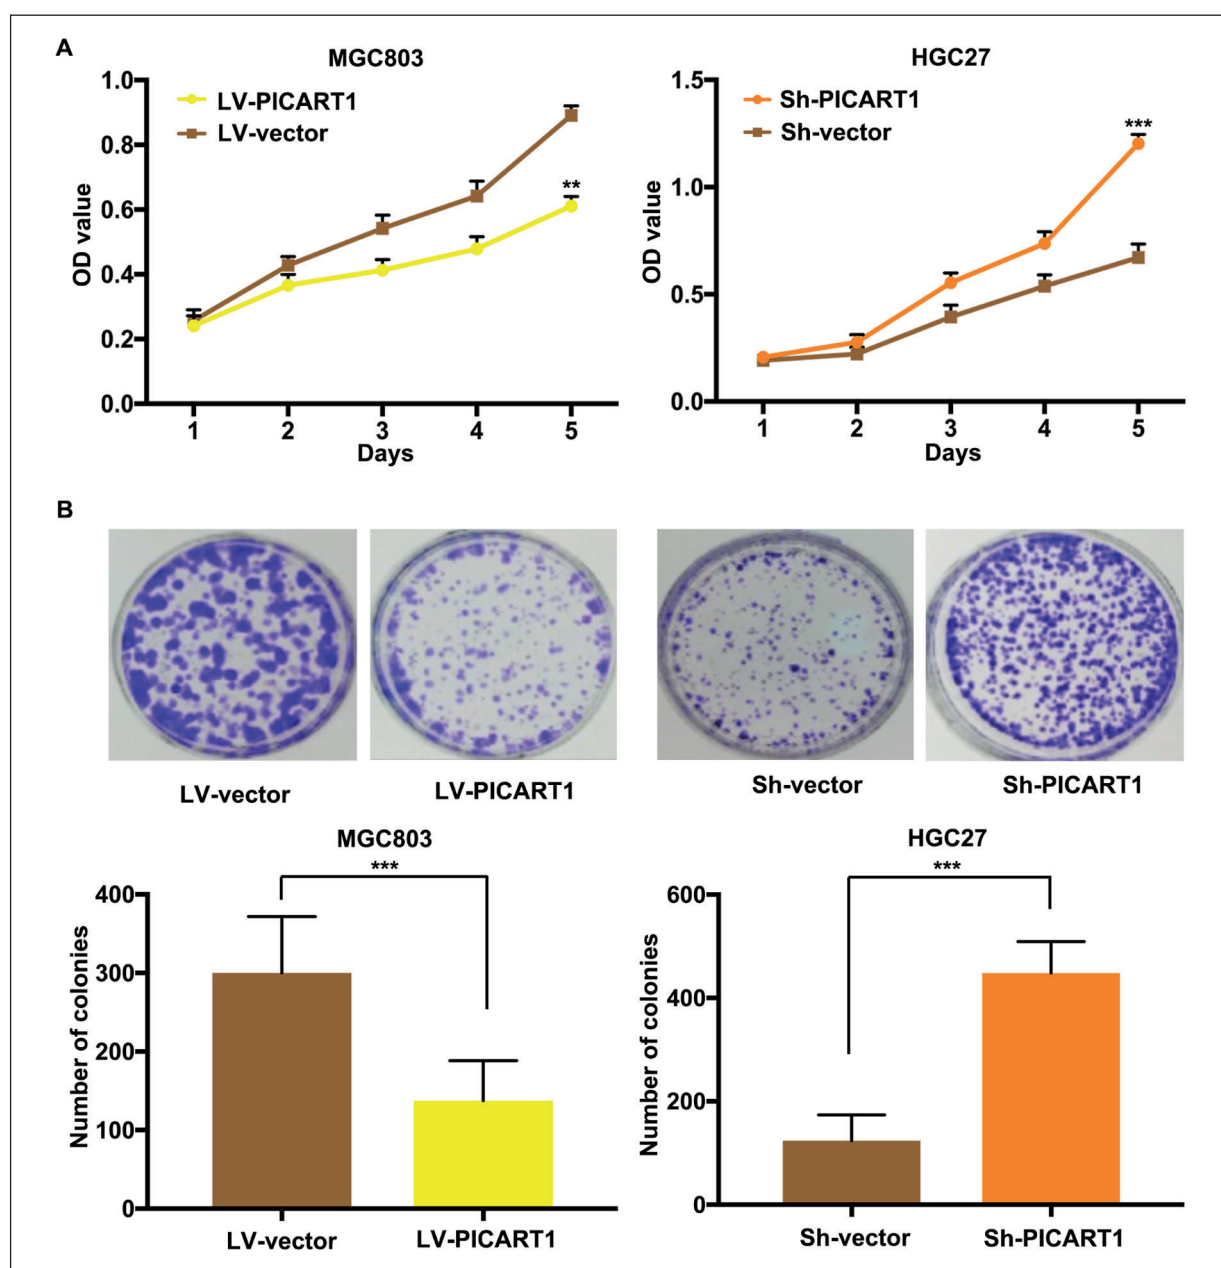 A
MGC803
LV-PICART1
LV-vector
**
1.0
0.8
0.6
0.4
0.2
0.0
OD value
1 2 3 4 5
Days
HGC27
Sh-PICART1
Sh-vector
***
1.5
1.0
0.5
0.0
OD value
1 2 3 4 5
Days
B
LV-vector LV-PICART1 Sh-vector Sh-PICART1
MGC803
***
400
300
200
100
0
Number of colonies
LV-vector LV-PICART1
HGC27
***
600
400
200
0
Number of colonies
Sh-vector Sh-PICART1